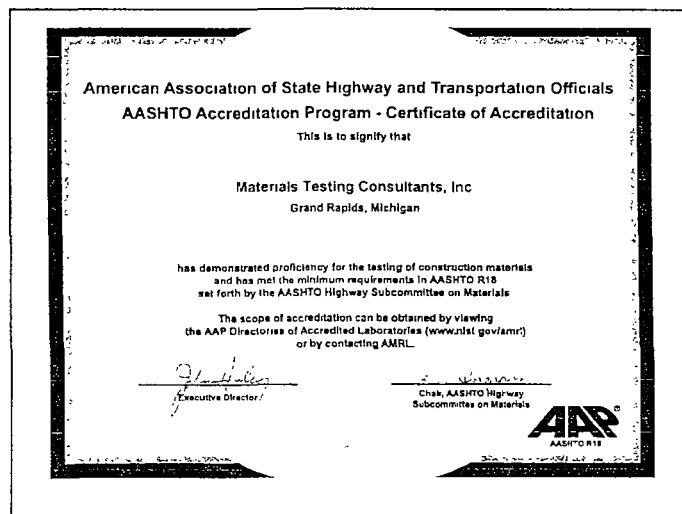 American Association of State Highway and Transportation Officials
AASHTO Accreditation Program - Certificate of Accreditation
This is to signify that
Materials Testing Consultants, Inc
Grand Rapids, Michigan
has demonstrated proficiency for the testing of construction materials
and has met the minimum requirements in AASHTO R18
set forth by the AASHTO Highway Subcommittee on Materials
The scope of accreditation can be obtained by viewing
the AAP Directories of Accredited Laboratories (www.nist gov/amrl)
or by contacting AMRL.
Executive Director
Chair, AASHTO Highway
Subcommittee on Materials
AAP
AASHTO R18